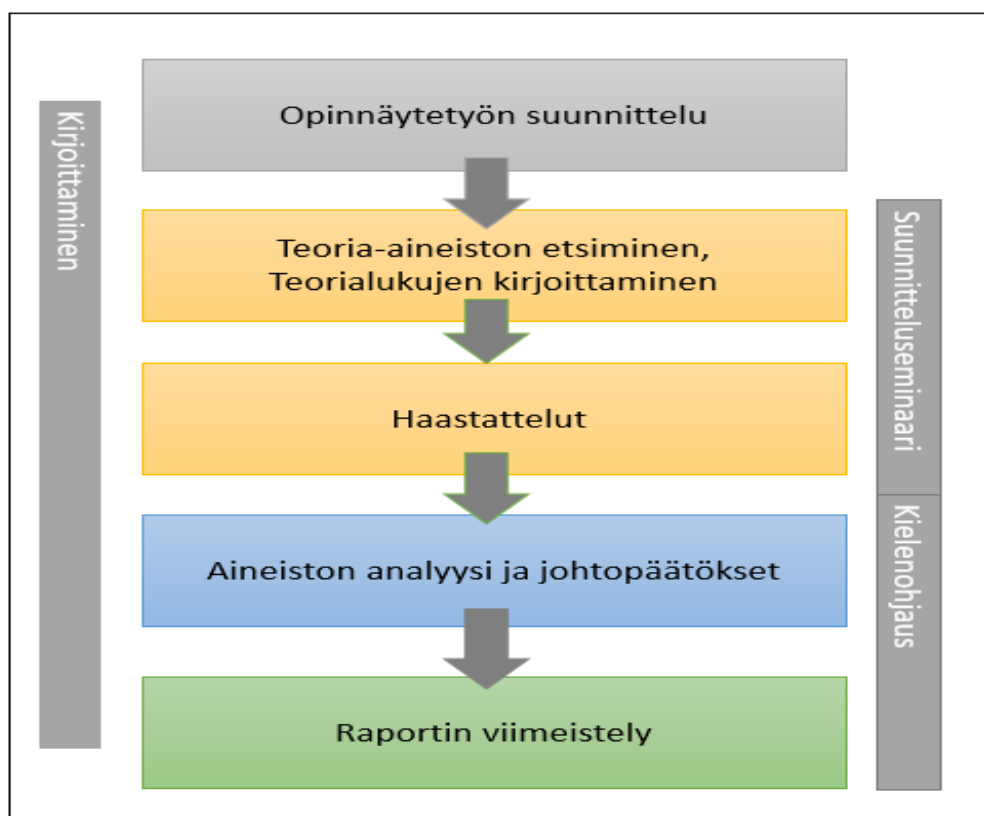 Kirjoittaminen
Opinnäytetyön suunnittelu
Teoria-aineiston etsiminen,
Teorialukujen kirjoittaminen
Haastattelut
Aineiston analyysi ja johtopäätökset
Raportin viimeistely
Suunnitteluseminaari
Kielenohjaus